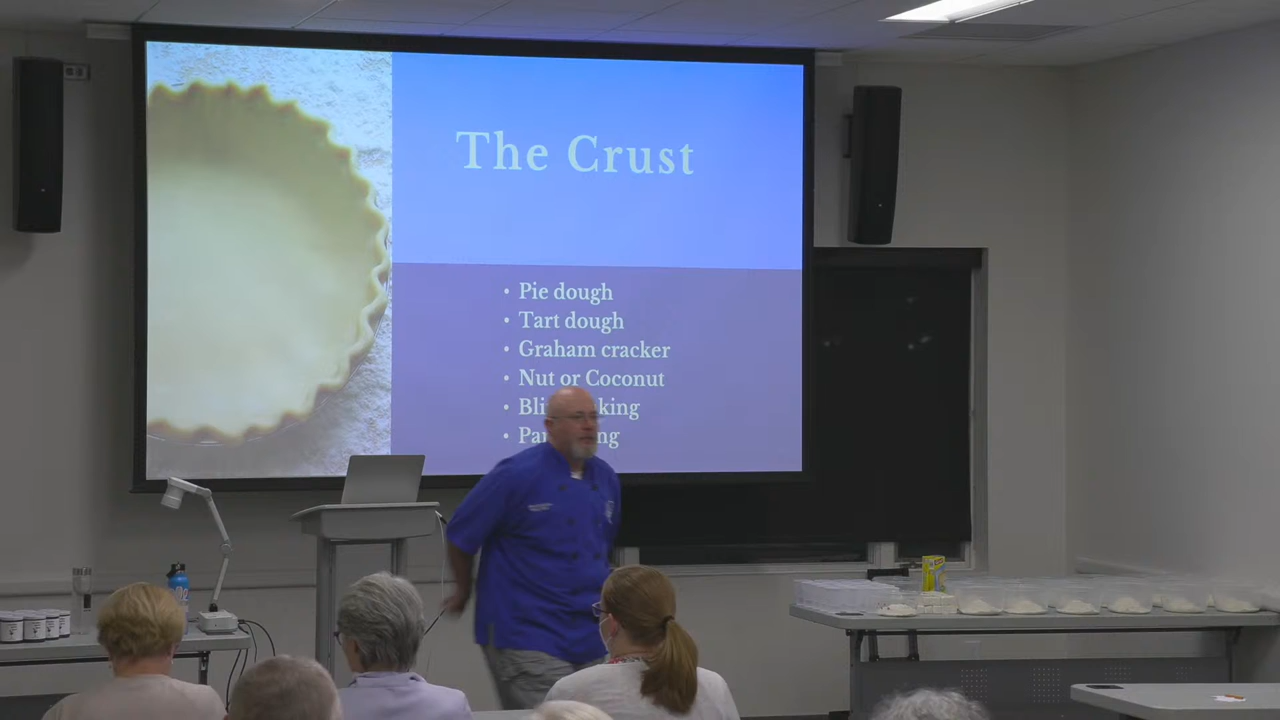 The Crust
• Pie dough
• Tart dough
• Graham cracker
• Nut or Coconut